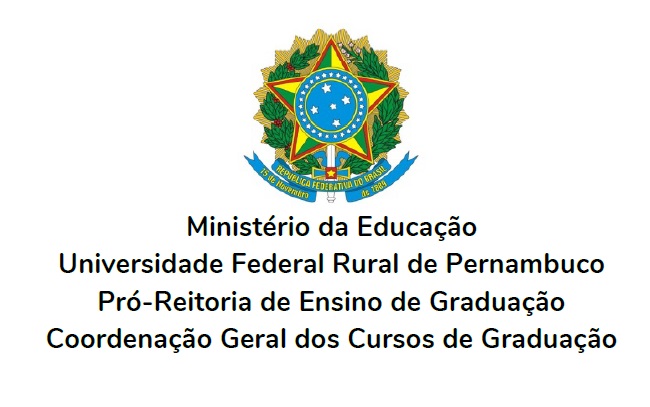 REPÚBLICA FEDERATIVA DO BRASIL
15 de Novembro de 1889
Ministério da Educação
Universidade Federal Rural de Pernambuco
Pró-Reitoria de Ensino de Graduação
Coordenação Geral dos Cursos de Graduação